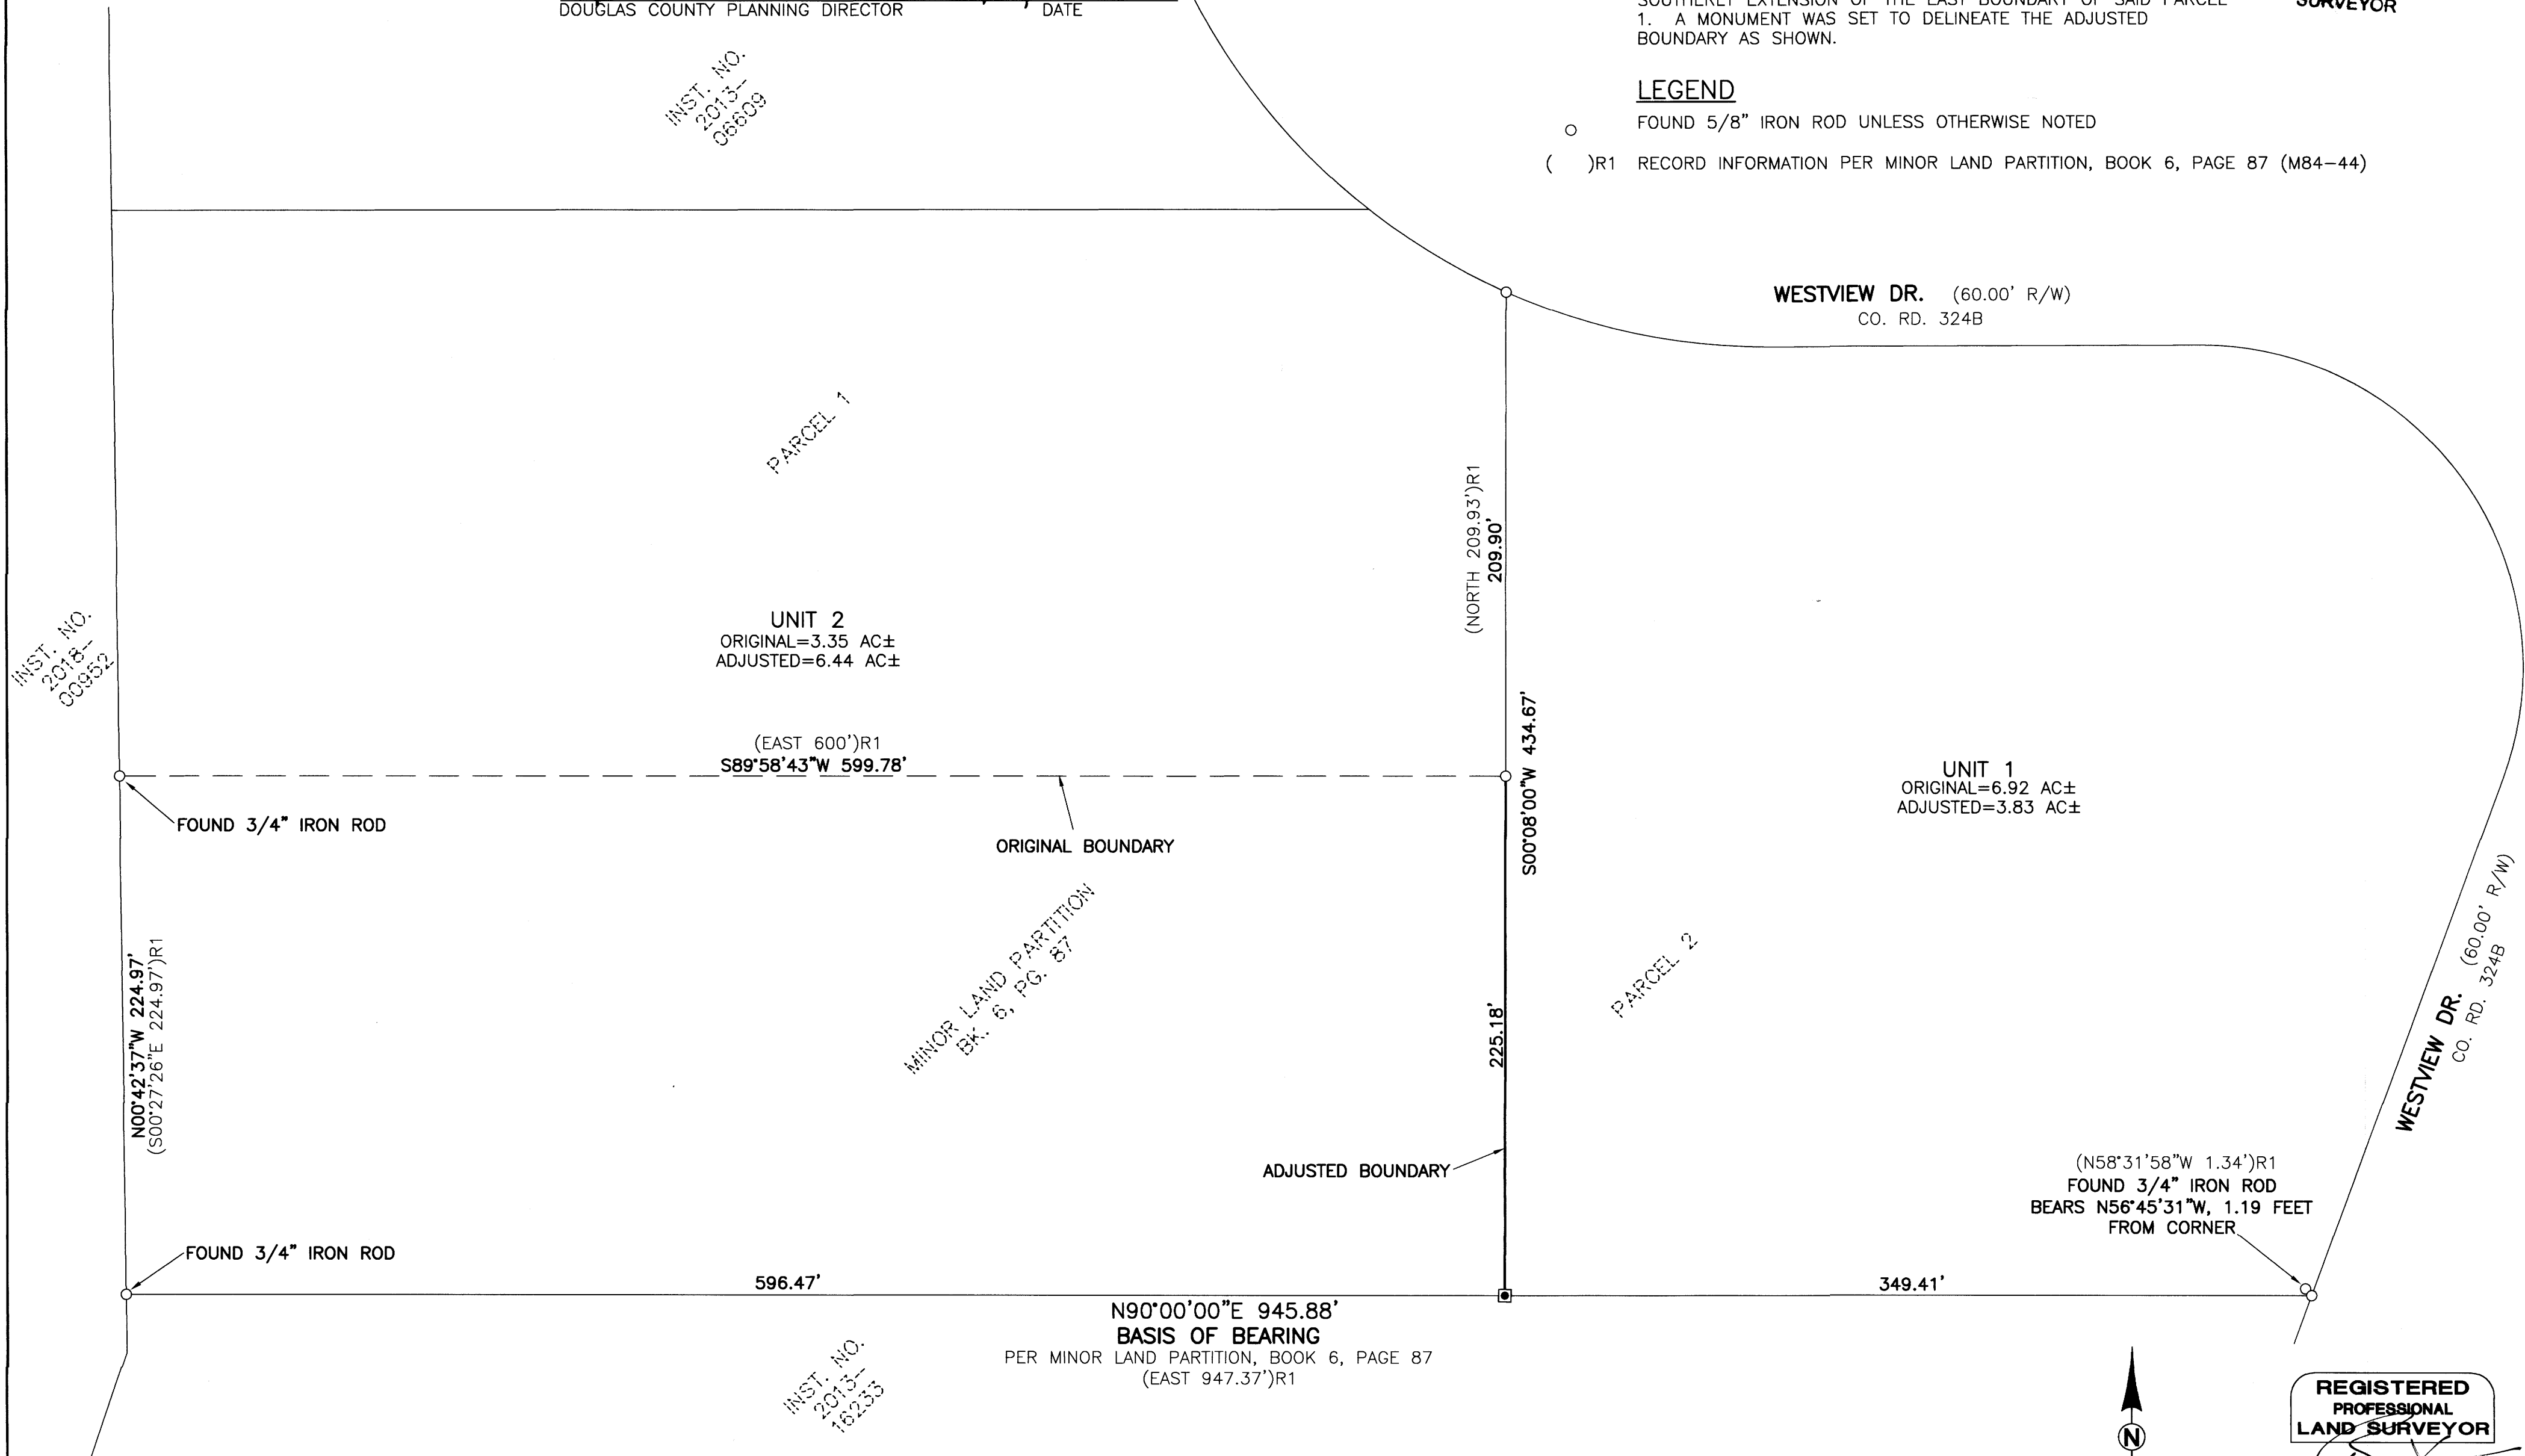 DOUGLAS COUNTY PLANNING DIRECTOR
DATE
SOUTHERLY EXTENSION OF THE EAST BOUNDARY OF SAID PARCEL
1. A MONUMENT WAS SET TO DELINEATE THE ADJUSTED
BOUNDARY AS SHOWN.
SURVEYOR
LEGEND
FOUND 5/8" IRON ROD UNLESS OTHERWISE NOTED
( )R1 RECORD INFORMATION PER MINOR LAND PARTITION, BOOK 6, PAGE 87 (M84-44)
INST. NO.
2013-
06609
WESTVIEW DR. (60.00' R/W)
CO. RD. 324B
PARCEL 1
(NORTH 209.93')R1
209.90'
UNIT 2
ORIGINAL=3.35 AC±
ADJUSTED=6.44 AC±
INST. NO.
2018-
00952
(EAST 600')R1
S89°58'43"W 599.78'
S00°08'00"W 434.67'
UNIT 1
ORIGINAL=6.92 AC±
ADJUSTED=3.83 AC±
FOUND 3/4" IRON ROD
ORIGINAL BOUNDARY
MINOR LAND PARTITION
BK. 6, PG. 87
PARCEL 2
WESTVIEW DR. (60.00' R/W)
CO. RD. 324B
N00°42'37"W 224.97'
(S00°27'26"E 224.97')R1
225.18'
ADJUSTED BOUNDARY
(N58°31'58"W 1.34')R1
FOUND 3/4" IRON ROD
BEARS N56°45'31"W, 1.19 FEET
FROM CORNER
FOUND 3/4" IRON ROD
596.47'
349.41'
N90°00'00"E 945.88'
BASIS OF BEARING
PER MINOR LAND PARTITION, BOOK 6, PAGE 87
(EAST 947.37')R1
INST. NO.
2013-
16233
N
REGISTERED
PROFESSIONAL
LAND SURVEYOR